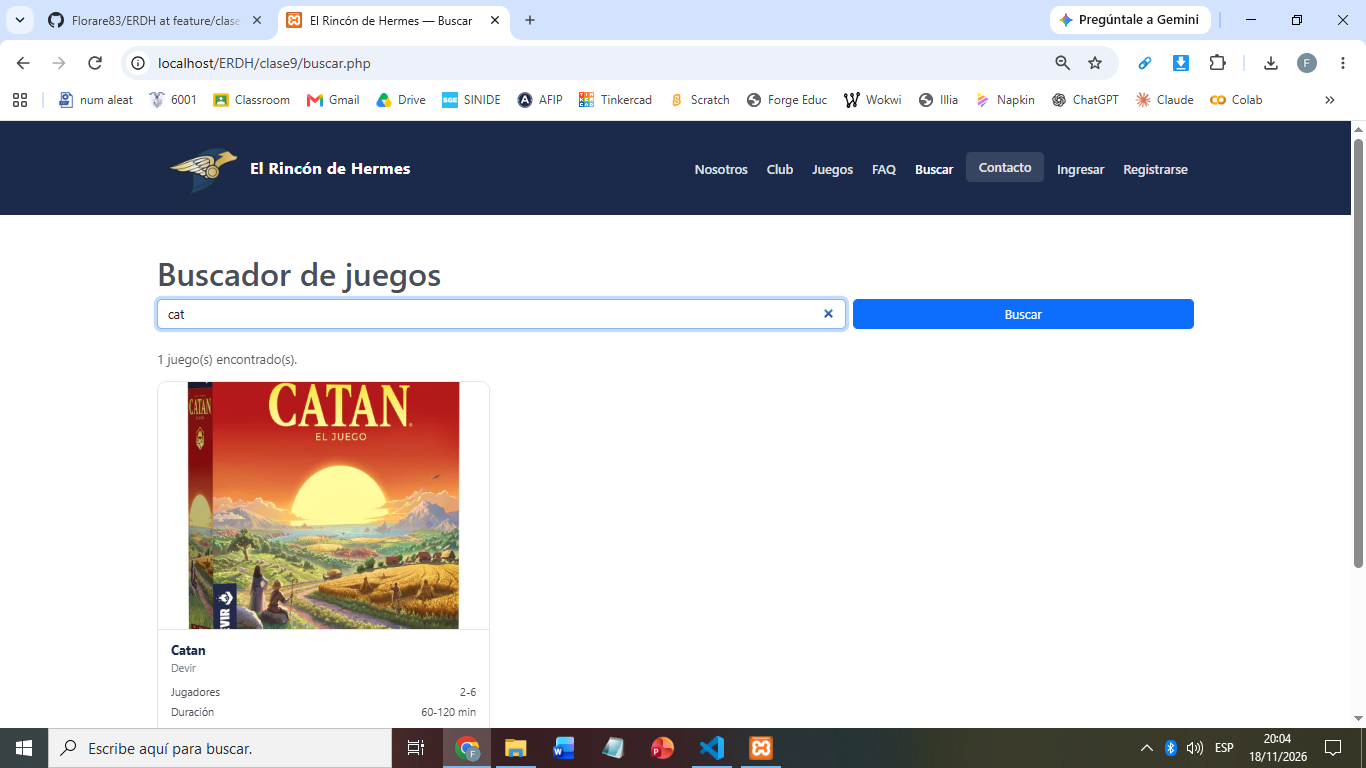 Florare83/ERDH at feature/clase
El Rincón de Hermes — Buscar
Pregúntale a Gemini
localhost/ERDH/clase9/buscar.php
F
num aleat
6001
Classroom
Gmail
Drive
SGE
SINIDE
A
AFIP
Tinkercad
Scratch
Forge Educ
Wokwi
Illia
Napkin
ChatGPT
Claude
Colab
El Rincón de Hermes
Nosotros
Club
Juegos
FAQ
Buscar
Contacto
Ingresar
Registrarse
Buscador de juegos
cat
Buscar
1 juego(s) encontrado(s).
CATAN
CATAN
EL JUEGO
Catan
Devir
Jugadores 2-6
Duración 60-120 min
Escribe aquí para buscar.
F
W
P
ESP
20:04
18/11/2026